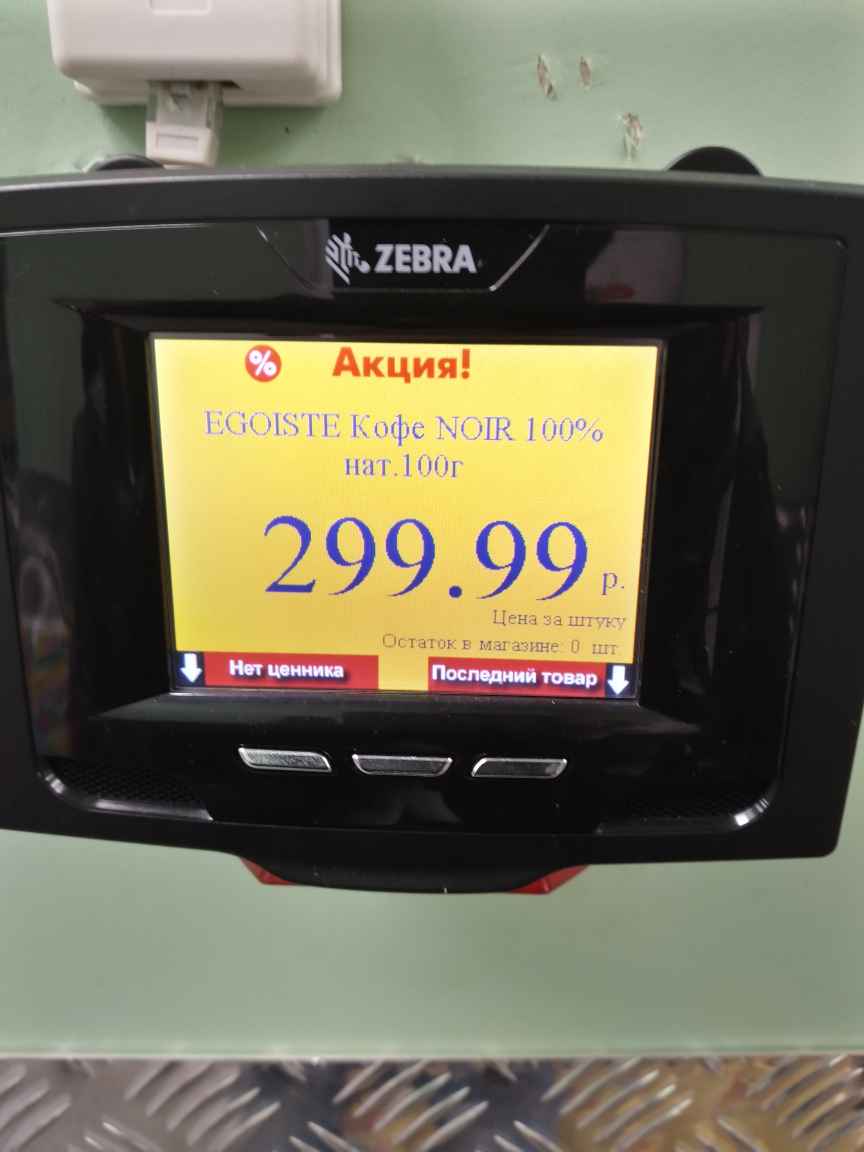 ZEBRA
% Акция!
EGOISTE Кофе NOIR 100%
нат.100г
299.99 р.
Цена за штуку
Остаток в магазине: 0 шт.
Нет ценника
Последний товар